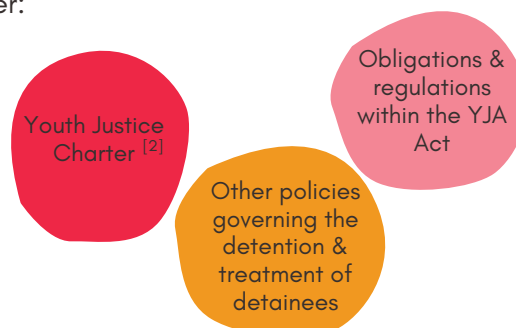 er:
Youth Justice
Charter [2]
Obligations &
regulations
within the YJA
Act
Other policies
governing the
detention &
treatment of
detainees